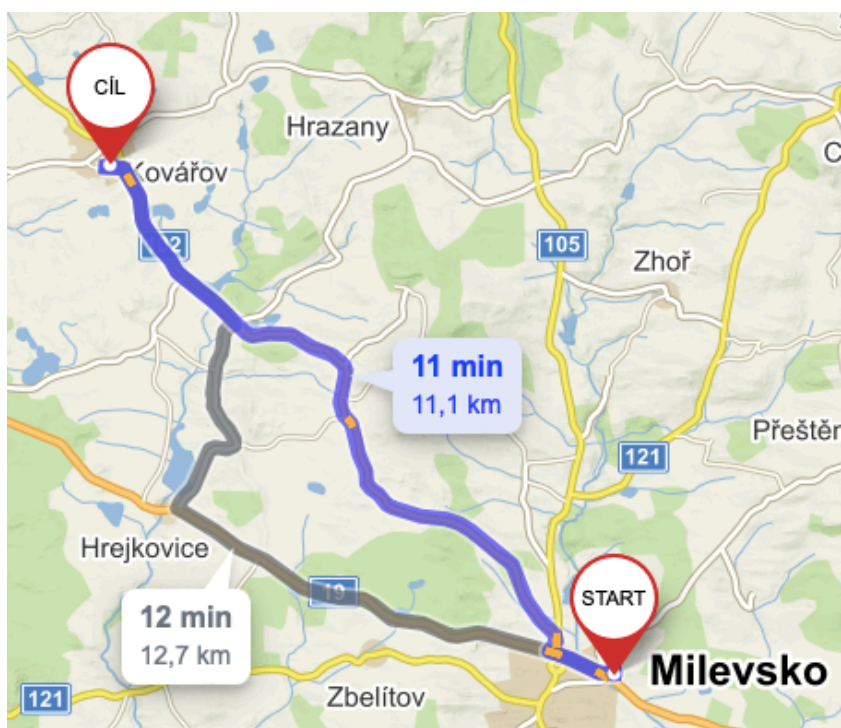 CÍL
Hrazany
Kovářov
105
Zhoř
11 min
11,1 km
121
Hrejkovice
12 min
12,7 km
19
START
Milevsko
Zbelítov
121